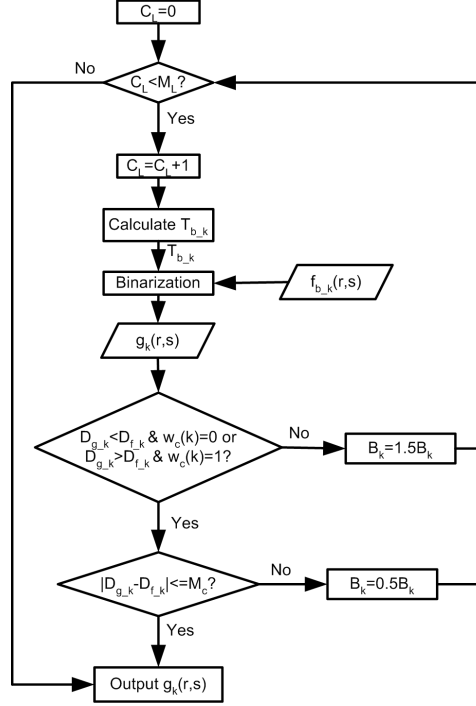 C_L=0
No
C_L<M_L?
Yes
C_L=C_L+1
Calculate T_b_k
T_b_k
Binarization
f_b_k(r,s)
g_k(r,s)
D_g_k<D_f_k & w_c(k)=0 or
D_g_k>D_f_k & w_c(k)=1?
No
B_k=1.5B_k
Yes
|D_g_k-D_f_k|<=M_c?
No
B_k=0.5B_k
Yes
Output g_k(r,s)